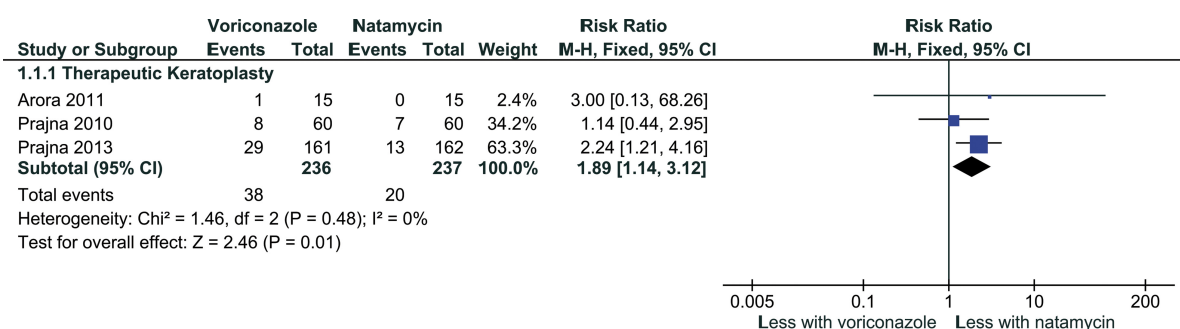 Voriconazole Natamycin Risk Ratio Risk Ratio
Study or Subgroup Events Total Events Total Weight M-H, Fixed, 95% CI M-H, Fixed, 95% CI
1.1.1 Therapeutic Keratoplasty
Arora 2011 1 15 0 15 2.4% 3.00 [0.13, 68.26]
Prajna 2010 8 60 7 60 34.2% 1.14 [0.44, 2.95]
Prajna 2013 29 161 13 162 63.3% 2.24 [1.21, 4.16]
Subtotal (95% CI) 236 237 100.0% 1.89 [1.14, 3.12]
Total events 38 20
Heterogeneity: Chi² = 1.46, df = 2 (P = 0.48); I² = 0%
Test for overall effect: Z = 2.46 (P = 0.01)
0.005 0.1 1 10 200
Less with voriconazole Less with natamycin